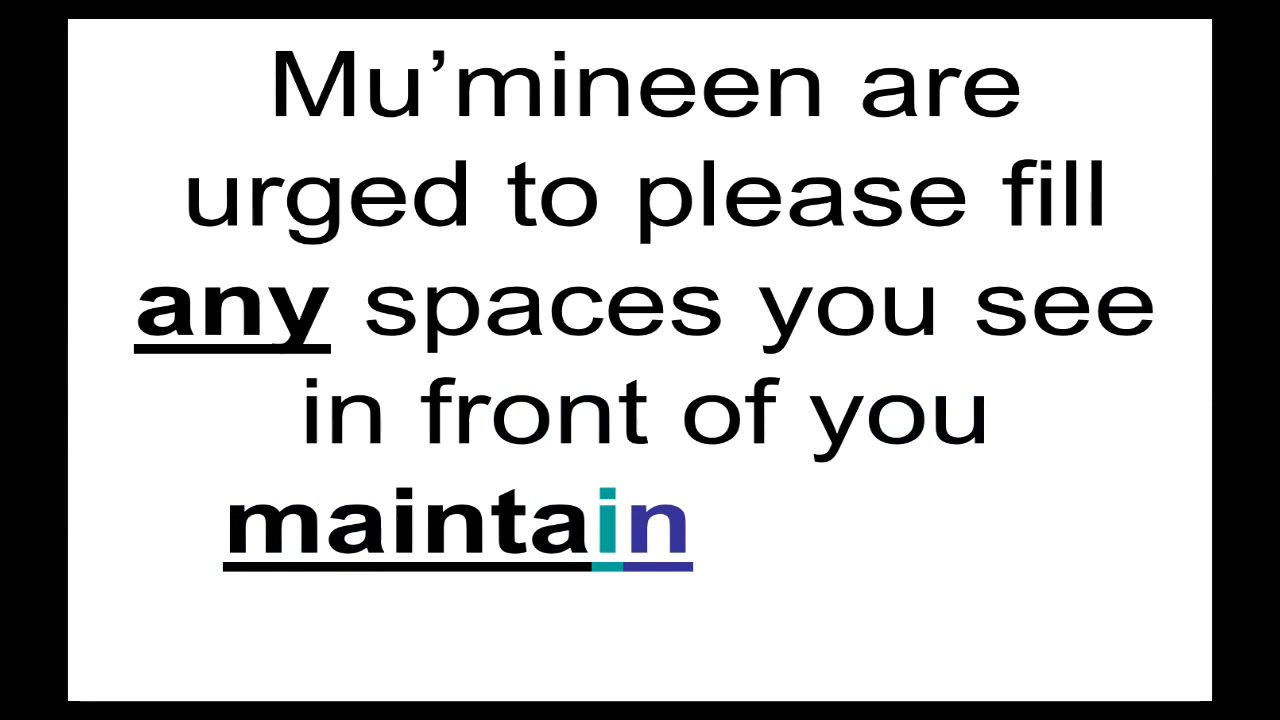 Mu’mineen are
urged to please fill
any spaces you see
in front of you
maintain